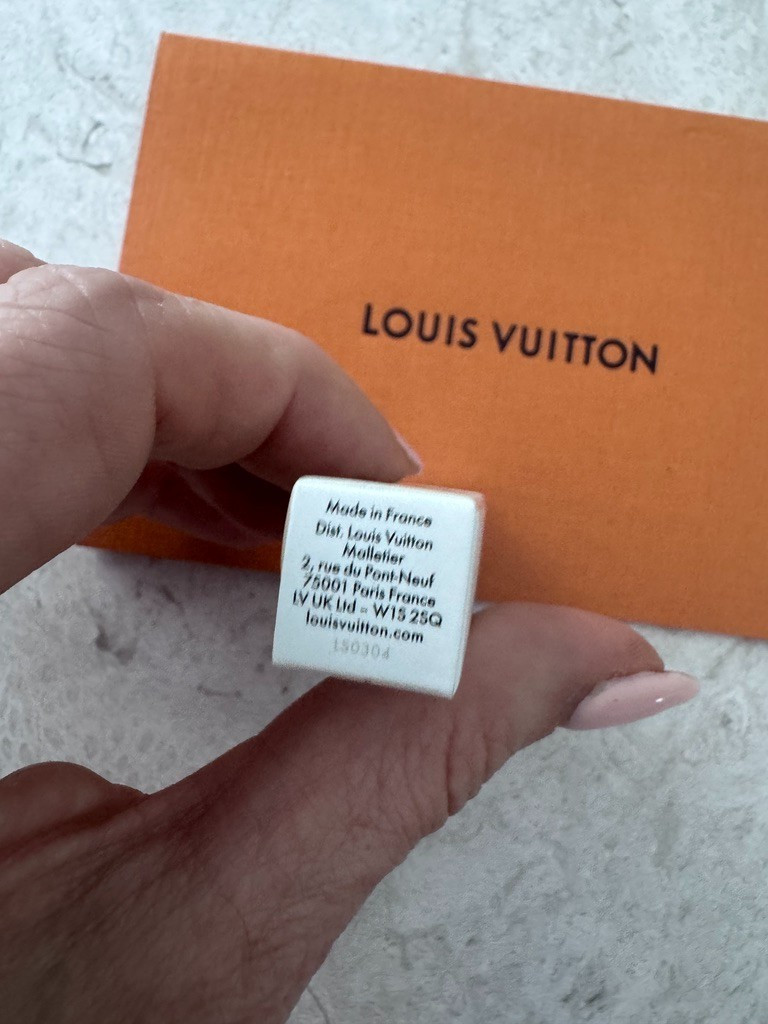 LOUIS VUITTON
Made in France
Dist. Louis Vuitton
Malletier
2, rue du Pont-Neuf
75001 Paris France
LV UK Ltd - W1S 2SQ
louisvuitton.com